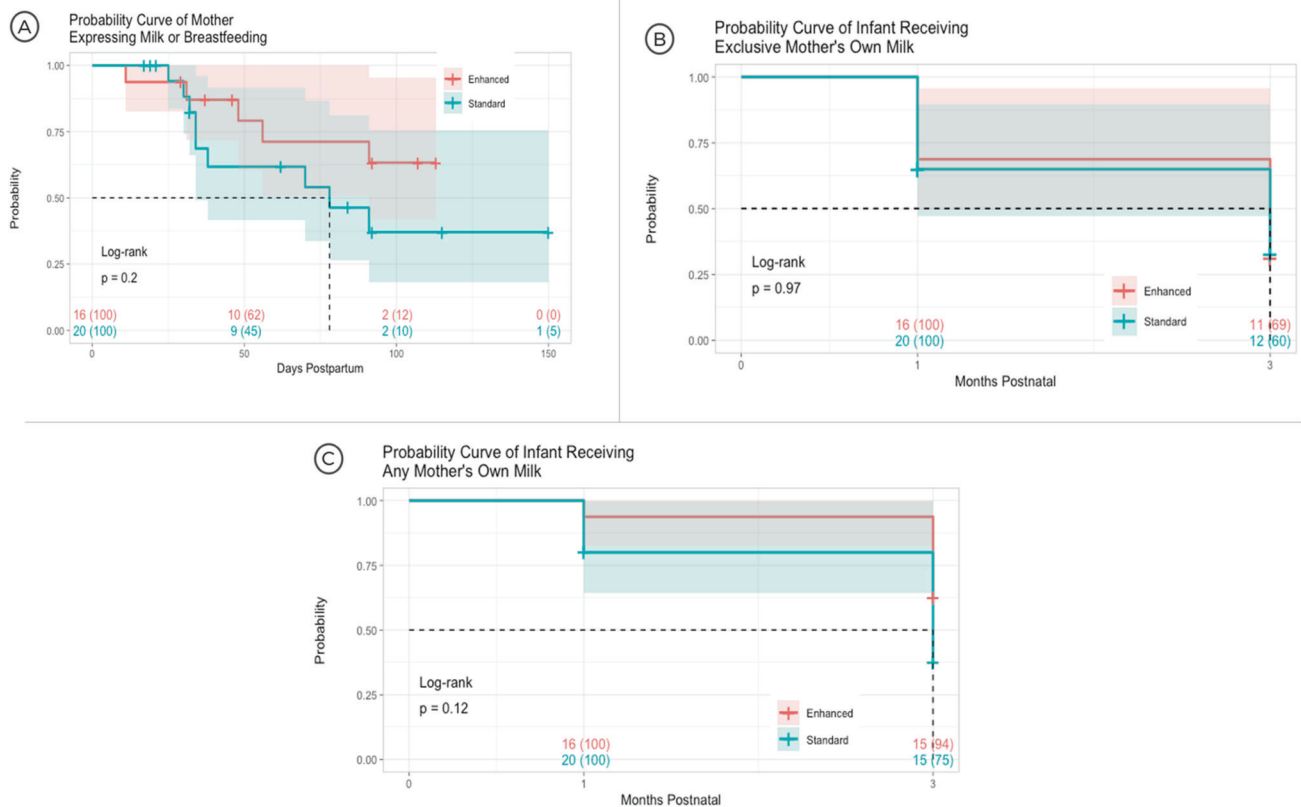 A
Probability Curve of Mother
Expressing Milk or Breastfeeding
1.00
0.75
0.50
0.25
0.00
Probability
Enhanced
Standard
Log-rank
p = 0.2
16 (100) 10 (62) 2 (12) 0 (0)
20 (100) 9 (45) 2 (10) 1 (5)
0 50 100 150
Days Postpartum
B
Probability Curve of Infant Receiving
Exclusive Mother's Own Milk
1.00
0.75
0.50
0.25
0.00
Probability
Log-rank
p = 0.97
Enhanced
Standard
16 (100) 11 (69)
20 (100) 12 (60)
0 1 3
Months Postnatal
C
Probability Curve of Infant Receiving
Any Mother's Own Milk
1.00
0.75
0.50
0.25
0.00
Probability
Log-rank
p = 0.12
Enhanced
Standard
16 (100) 15 (94)
20 (100) 15 (75)
0 1 3
Months Postnatal